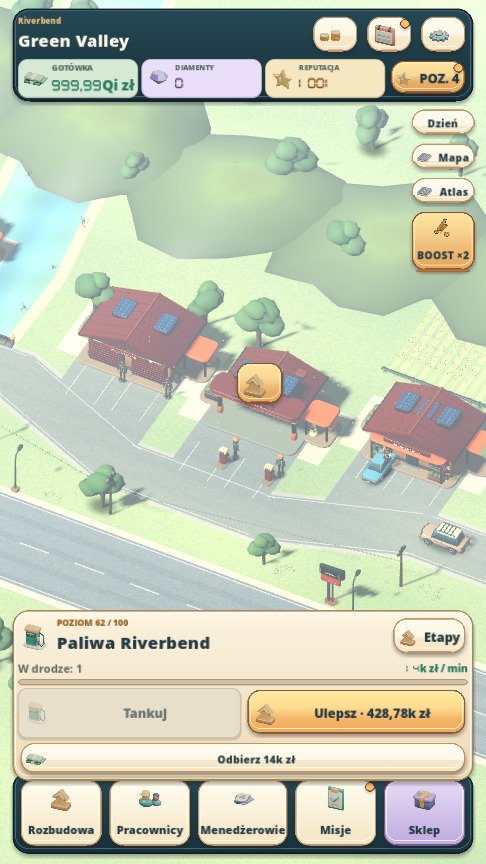 Riverbend
Green Valley
GOTÓWKA
999,99Qi zł
DIAMENTY
0
REPUTACJA
POZ. 4
Dzień
Mapa
Atlas
BOOST ×2
POZIOM 62 / 100
Paliwa Riverbend
Etapy
W drodze: 1
k zł / min
Tankuj
Ulepsz · 428,78k zł
Odbierz 14k zł
Rozbudowa
Pracownicy
Menedżerowie
Misje
Sklep